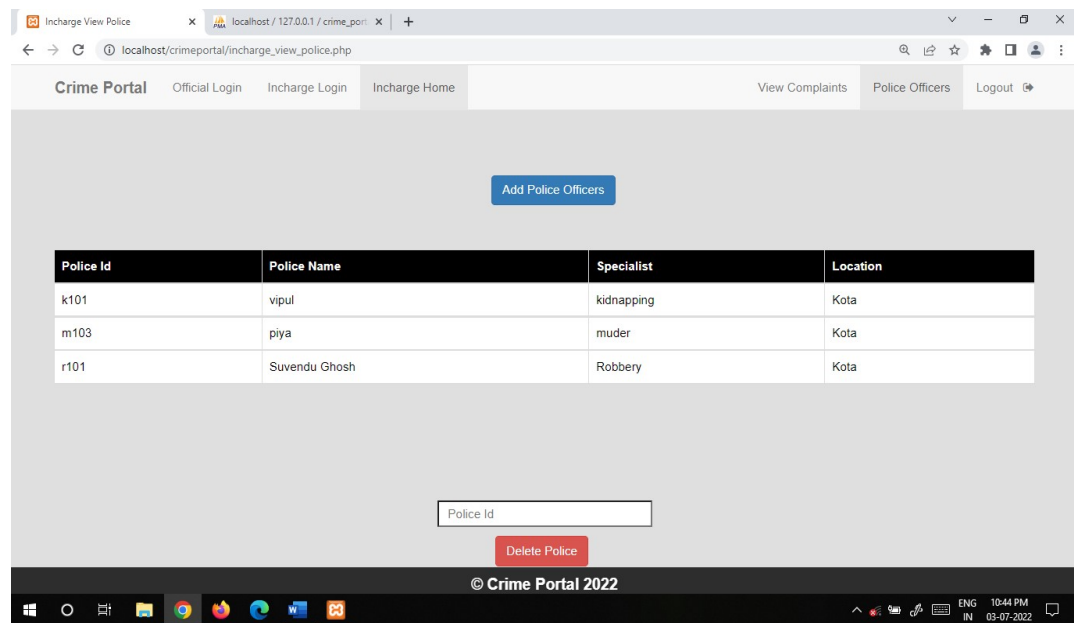 Incharge View Police
localhost / 127.0.0.1 / crime_port
localhost/crimeportal/incharge_view_police.php
Crime Portal Official Login Incharge Login Incharge Home View Complaints Police Officers Logout
Add Police Officers
Police Id Police Name Specialist Location
k101 vipul kidnapping Kota
m103 piya muder Kota
r101 Suvendu Ghosh Robbery Kota
Police Id
Delete Police
© Crime Portal 2022
ENG 10:44 PM
IN 03-07-2022